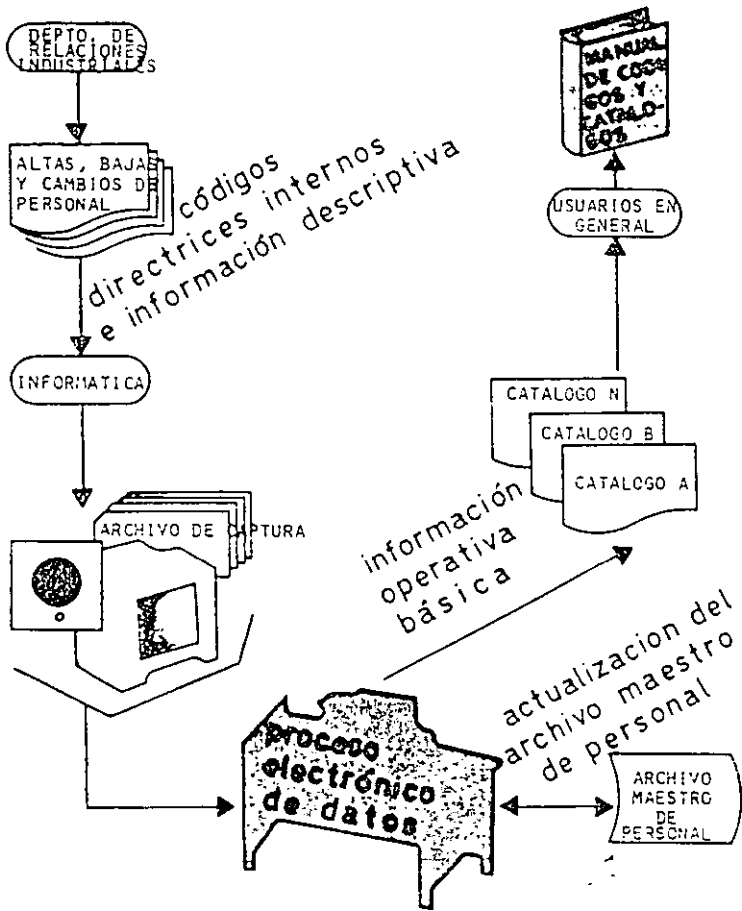 DEPTO. DE
RELACIONES
INDUSTRIALES
ALTAS, BAJAS
Y CAMBIOS DE
PERSONAL
códigos
directrices internos
e información descriptiva
INFORMATICA
ARCHIVO DE CAPTURA
proceso
electrónico
de datos
actualizacion del
archivo maestro
de personal
ARCHIVO
MAESTRO
DE
PERSONAL
información
operativa
básica
CATALOGO N
CATALOGO B
CATALOGO A
USUARIOS EN
GENERAL
MANUAL
DE CODI
GOS Y
CATALO-
GOS